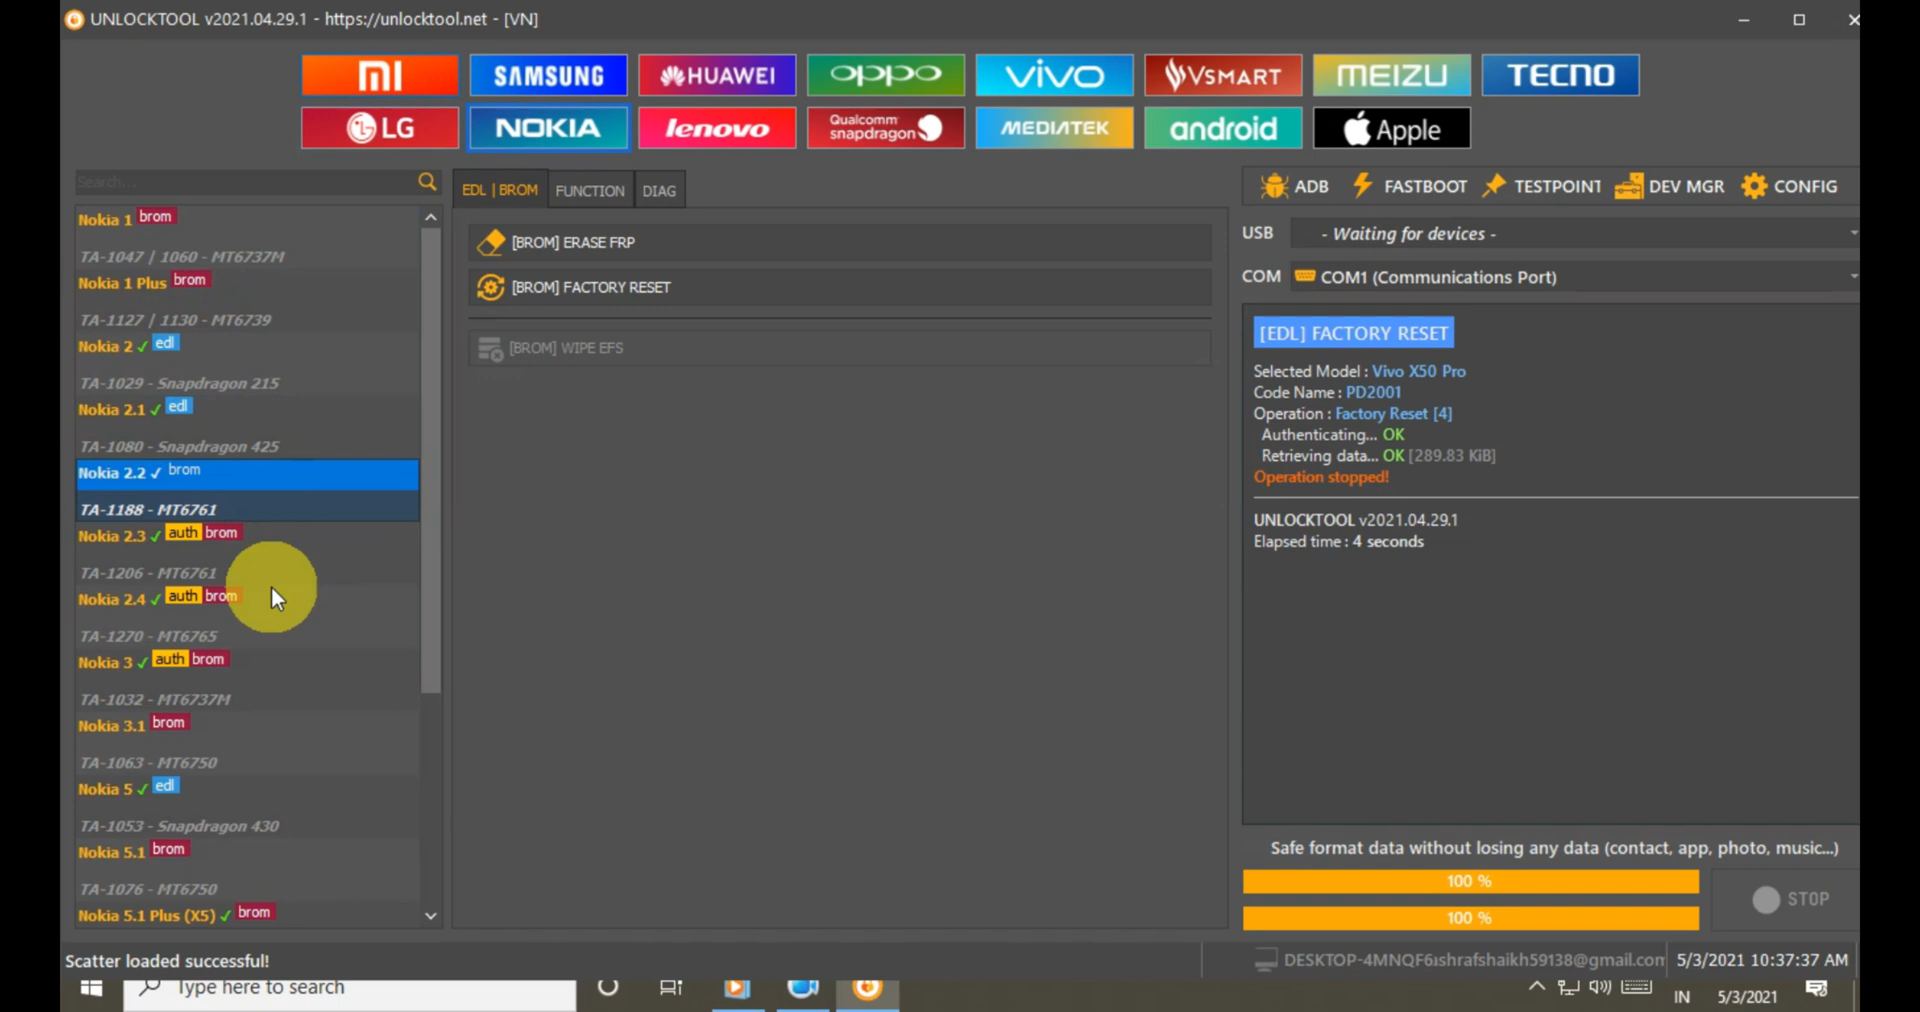 UNLOCKTOOL v2021.04.29.1 - https://unlocktool.net - [VN]
mi SAMSUNG HUAWEI oppo vivo VSMART MEIZU TECNO
LG NOKIA lenovo Qualcomm snapdragon MEDIATEK android Apple
Search...
Nokia 1 brom
TA-1047 | 1060 - MT6737M
Nokia 1 Plus brom
TA-1127 | 1130 - MT6739
Nokia 2 ✓ edl
TA-1029 - Snapdragon 215
Nokia 2.1 ✓ edl
TA-1080 - Snapdragon 425
Nokia 2.2 ✓ brom
TA-1188 - MT6761
Nokia 2.3 ✓ auth brom
TA-1206 - MT6761
Nokia 2.4 ✓ auth brom
TA-1270 - MT6765
Nokia 3 ✓ auth brom
TA-1032 - MT6737M
Nokia 3.1 brom
TA-1063 - MT6750
Nokia 5 ✓ edl
TA-1053 - Snapdragon 430
Nokia 5.1 brom
TA-1076 - MT6750
Nokia 5.1 Plus (X5) ✓ brom
EDL | BROM FUNCTION DIAG
[BROM] ERASE FRP
[BROM] FACTORY RESET
[BROM] WIPE EFS
ADB FASTBOOT TESTPOINT DEV MGR CONFIG
USB - Waiting for devices -
COM COM1 (Communications Port)
[EDL] FACTORY RESET
Selected Model : Vivo X50 Pro
Code Name : PD2001
Operation : Factory Reset [4]
Authenticating... OK
Retrieving data... OK [289.83 KiB]
Operation stopped!
UNLOCKTOOL v2021.04.29.1
Elapsed time : 4 seconds
Safe format data without losing any data (contact, app, photo, music...)
100 %
100 %
STOP
Scatter loaded successful!
5/3/2021 10:37:37 AM
Type here to search
IN 5/3/2021